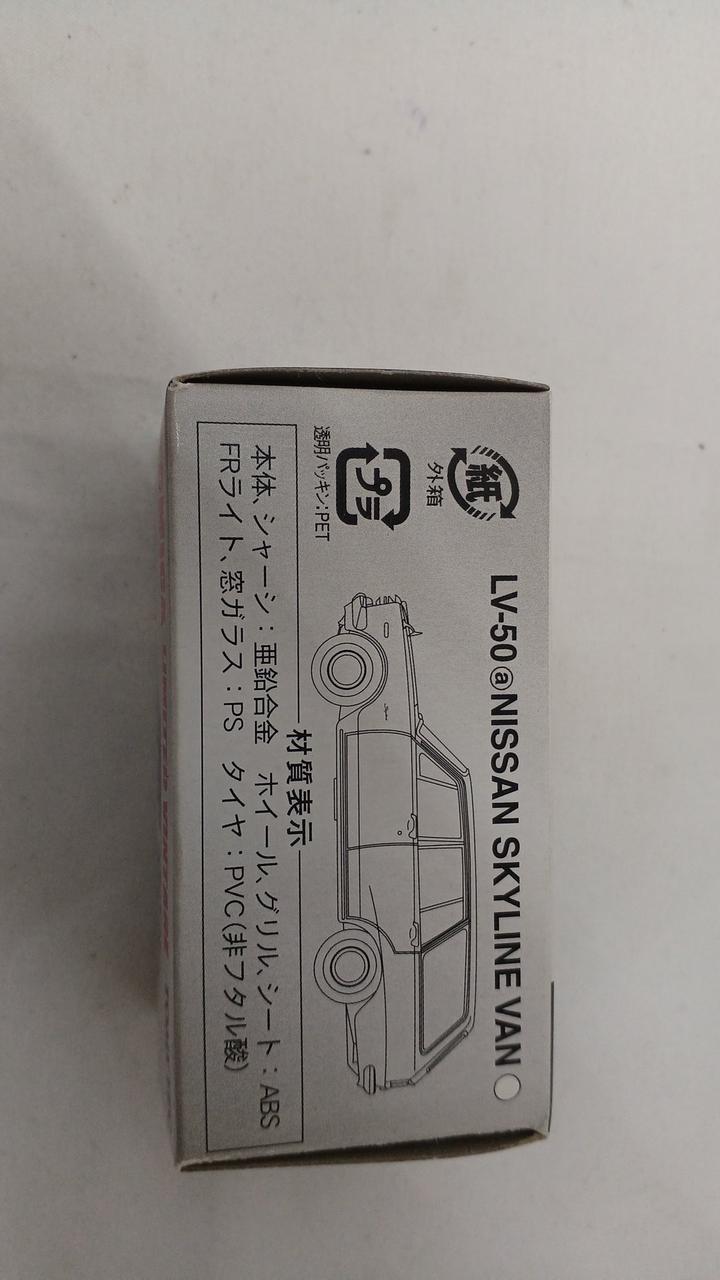 LV-50ⓐNISSAN SKYLINE VAN
紙
外箱
プラ
透明パッキン:PET
材質表示
本体、シャーシ:亜鉛合金 ホイール、グリル、シート:ABS
FRライト、窓ガラス:PS タイヤ:PVC(非フタル酸)